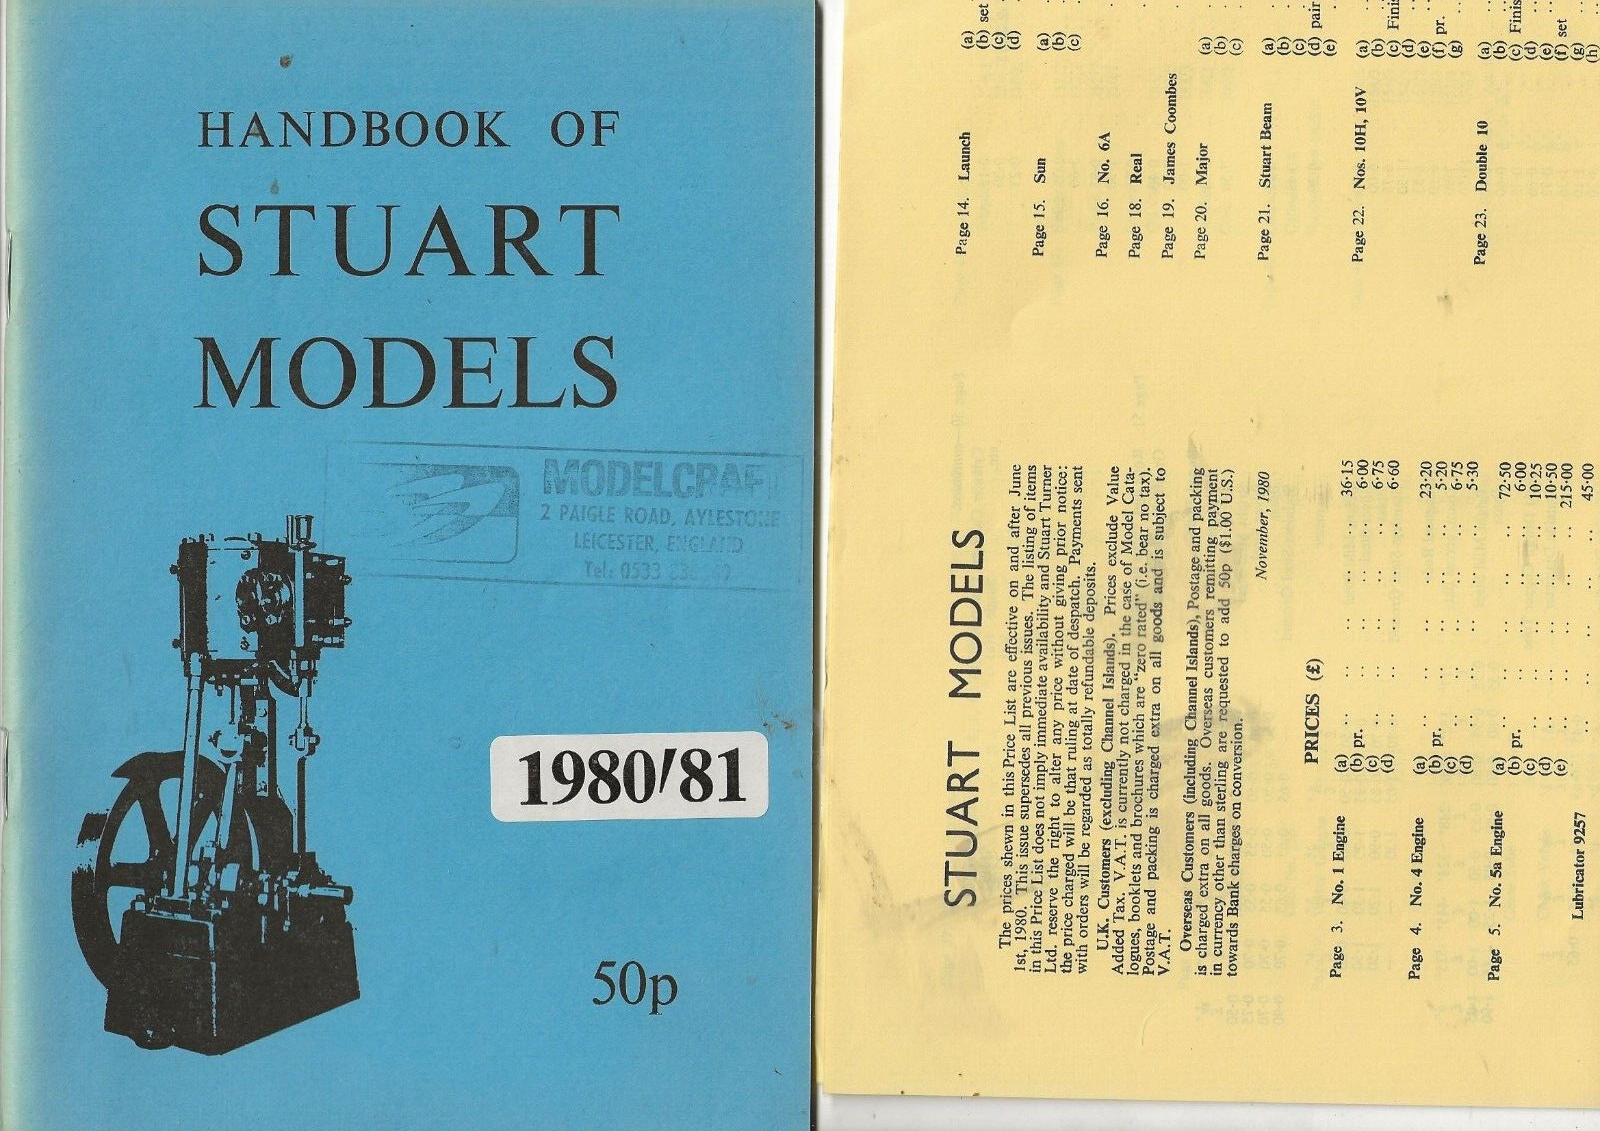 HANDBOOK OF
STUART
MODELS
MODELCRAF
2 PAIGLE ROAD, AYLESTONE
LEICESTER, ENGLAND
Tel: 0533
1980/'81
50p
STUART MODELS
The prices shewn in this Price List are effective on and after June
1st, 1980. This issue supersedes all previous issues. The listing of items
in this Price List does not imply immediate availability and Stuart Turner
Ltd. reserve the right to alter any price without giving prior notice:
the price charged will be that ruling at date of despatch. Payments sent
with orders will be regarded as totally refundable deposits.
U.K. Customers (excluding Channel Islands). Prices exclude Value
Added Tax. V.A.T. is currently not charged in the case of Model Cata-
logues, booklets and brochures which are "zero rated" (i.e. bear no tax).
Postage and packing is charged extra on all goods and is subject to
V.A.T.
Overseas Customers (including Channel Islands), Postage and packing
is charged extra on all goods. Overseas customers remitting payment
in currency other than sterling are requested to add 50p ($1.00 U.S.)
towards Bank charges on conversion.
November, 1980
PRICES (£)
Page 3. No. 1 Engine (a) .. .. .. .. 36·15
(b) pr. .. .. .. .. 6·00
(c) .. .. .. .. 6·75
(d) .. .. .. .. 6·60
Page 4. No. 4 Engine (a) .. .. .. .. 23·20
(b) pr. .. .. .. .. 5·20
(c) .. .. .. .. 6·75
(d) .. .. .. .. 5·30
Page 5. No. 5a Engine (a) .. .. .. .. 72·50
(b) pr. .. .. .. .. 6·00
(c) .. .. .. .. 10·25
(d) .. .. .. .. 10·50
(e) .. .. .. .. 215·00
Lubricator 9257 .. .. .. .. 45·00
Page 14. Launch (a)
(b) set
(c)
(d)
Page 15. Sun (a)
(b)
(c)
Page 16. No. 6A
Page 18. Real
Page 19. James Coombes
Page 20. Major (a)
(b)
(c)
Page 21. Stuart Beam (a)
(b)
(c)
(d) pair
(e)
Page 22. Nos. 10H, 10V (a)
(b)
(c) Finis
(d)
(e)
(f) pr.
(g)
Page 23. Double 10 (a)
(b)
(c) Finis
(d)
(e)
(f) set
(g)
(h)